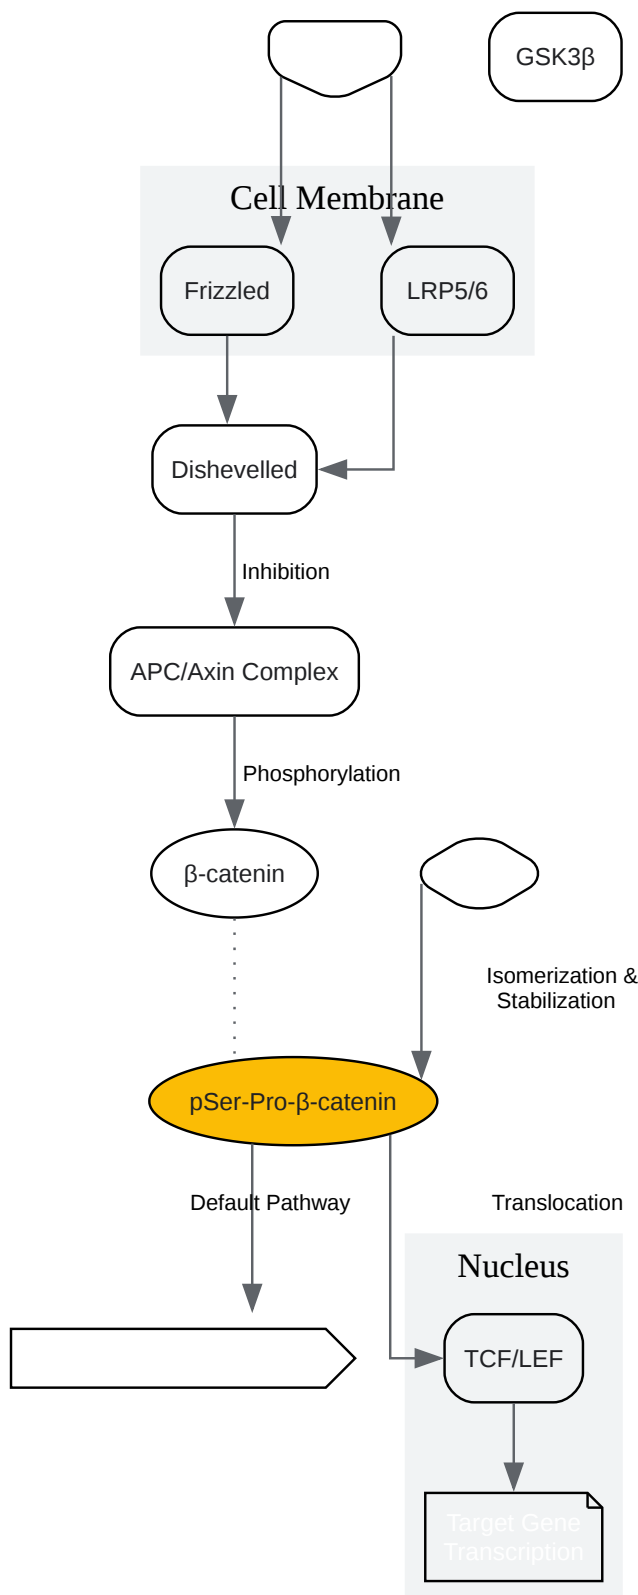 GSK3β
Cell Membrane
Frizzled
LRP5/6
Dishevelled
Inhibition
APC/Axin Complex
Phosphorylation
β-catenin
Isomerization &
Stabilization
pSer-Pro-β-catenin
Default Pathway
Translocation
Nucleus
TCF/LEF
Target Gene
Transcription